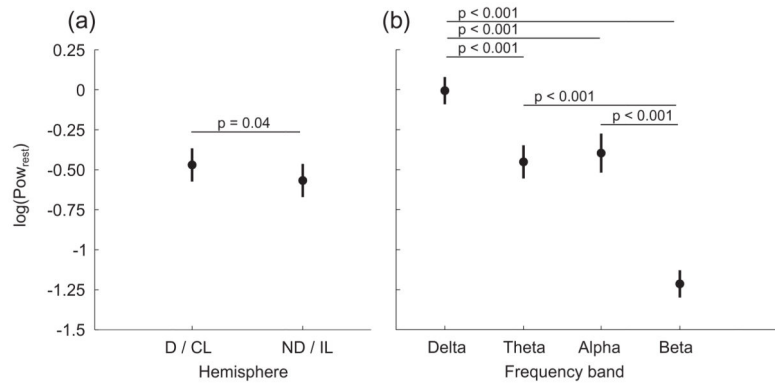 (a)
(b)
p < 0.001
p < 0.001
p < 0.001
p < 0.001
p < 0.001
p = 0.04
0.25
0
-0.25
-0.50
-0.75
-1
-1.25
-1.5
log(Pow_rest)
D / CL
ND / IL
Hemisphere
Delta
Theta
Alpha
Beta
Frequency band